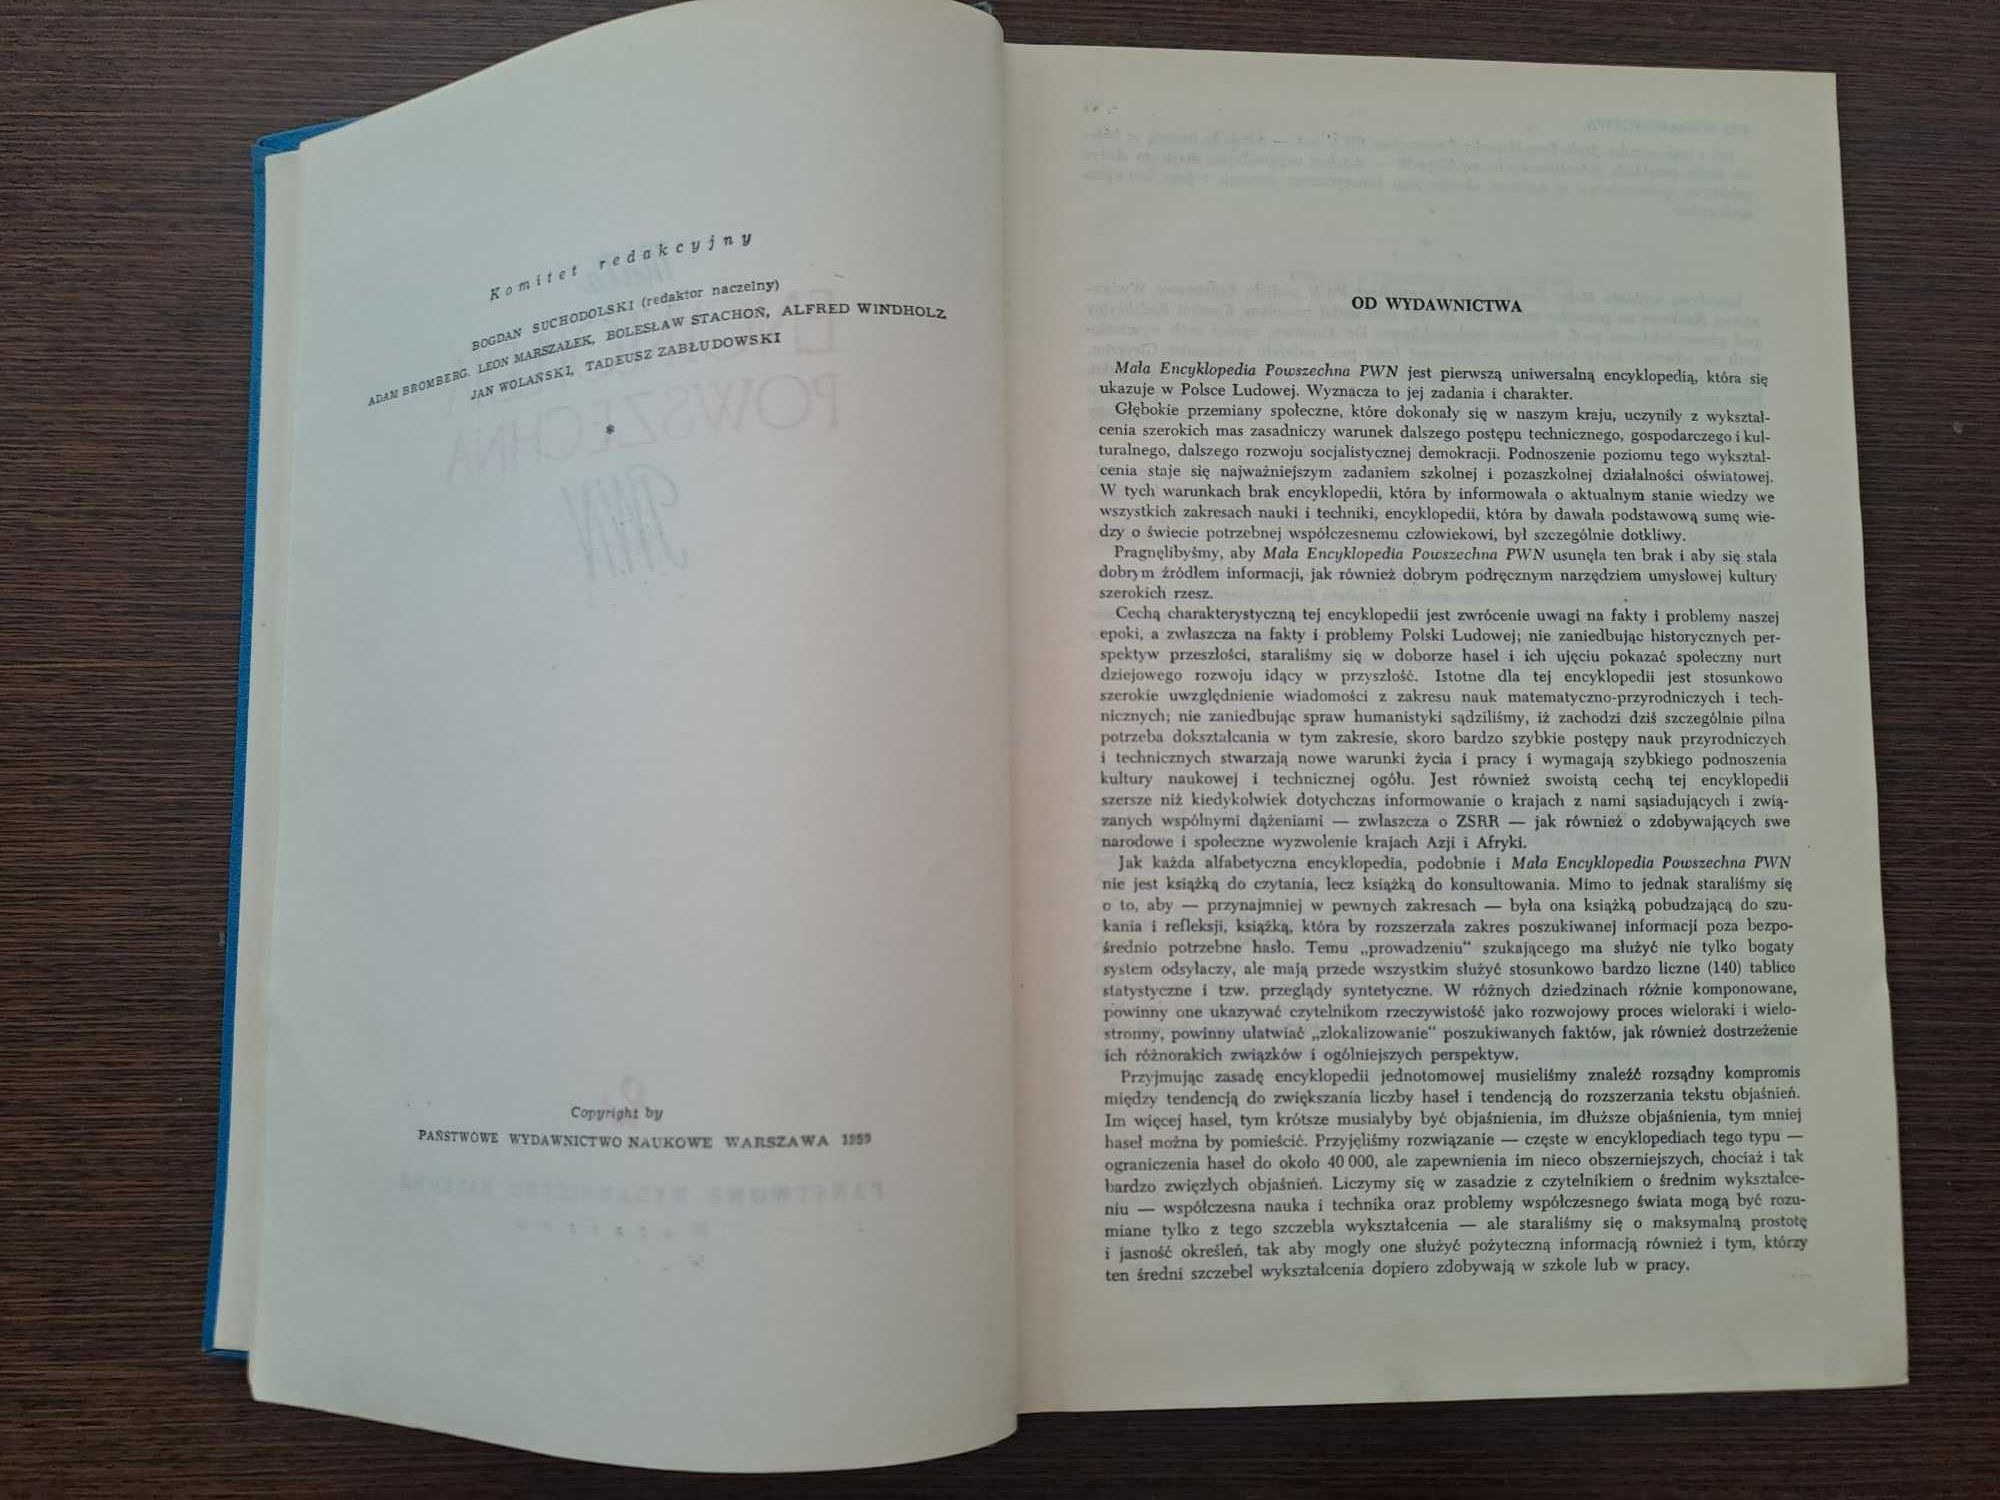 Komitet redakcyjny
BOGDAN SUCHODOLSKI (redaktor naczelny)
ADAM BROMBERG. LEON MARSZAŁEK, BOLESŁAW STACHOŃ, ALFRED WINDHOLZ
JAN WOLAŃSKI, TADEUSZ ZABŁUDOWSKI
*
Copyright by
PAŃSTWOWE WYDAWNICTWO NAUKOWE WARSZAWA 1959
OD WYDAWNICTWA
Mała Encyklopedia Powszechna PWN jest pierwszą uniwersalną encyklopedią, która się
ukazuje w Polsce Ludowej. Wyznacza to jej zadania i charakter.
Głębokie przemiany społeczne, które dokonały się w naszym kraju, uczyniły z wykształ-
cenia szerokich mas zasadniczy warunek dalszego postępu technicznego, gospodarczego i kul-
turalnego, dalszego rozwoju socjalistycznej demokracji. Podnoszenie poziomu tego wykształ-
cenia staje się najważniejszym zadaniem szkolnej i pozaszkolnej działalności oświatowej.
W tych warunkach brak encyklopedii, która by informowała o aktualnym stanie wiedzy we
wszystkich zakresach nauki i techniki, encyklopedii, która by dawała podstawową sumę wie-
dzy o świecie potrzebnej współczesnemu człowiekowi, był szczególnie dotkliwy.
Pragnęlibyśmy, aby Mała Encyklopedia Powszechna PWN usunęła ten brak i aby się stała
dobrym źródłem informacji, jak również dobrym podręcznym narzędziem umysłowej kultury
szerokich rzesz.
Cechą charakterystyczną tej encyklopedii jest zwrócenie uwagi na fakty i problemy naszej
epoki, a zwłaszcza na fakty i problemy Polski Ludowej; nie zaniedbując historycznych per-
spektyw przeszłości, staraliśmy się w doborze haseł i ich ujęciu pokazać społeczny nurt
dziejowego rozwoju idący w przyszłość. Istotne dla tej encyklopedii jest stosunkowo
szerokie uwzględnienie wiadomości z zakresu nauk matematyczno-przyrodniczych i tech-
nicznych; nie zaniedbując spraw humanistyki sądziliśmy, iż zachodzi dziś szczególnie pilna
potrzeba dokształcania w tym zakresie, skoro bardzo szybkie postępy nauk przyrodniczych
i technicznych stwarzają nowe warunki życia i pracy i wymagają szybkiego podnoszenia
kultury naukowej i technicznej ogółu. Jest również swoistą cechą tej encyklopedii
szersze niż kiedykolwiek dotychczas informowanie o krajach z nami sąsiadujących i zwią-
zanych wspólnymi dążeniami — zwłaszcza o ZSRR — jak również o zdobywających swe
narodowe i społeczne wyzwolenie krajach Azji i Afryki.
Jak każda alfabetyczna encyklopedia, podobnie i Mała Encyklopedia Powszechna PWN
nie jest książką do czytania, lecz książką do konsultowania. Mimo to jednak staraliśmy się
o to, aby — przynajmniej w pewnych zakresach — była ona książką pobudzającą do szu-
kania i refleksji, książką, która by rozszerzała zakres poszukiwanej informacji poza bezpo-
średnio potrzebne hasło. Temu „prowadzeniu“ szukającego ma służyć nie tylko bogaty
system odsyłaczy, ale mają przede wszystkim służyć stosunkowo bardzo liczne (140) tablice
statystyczne i tzw. przeglądy syntetyczne. W różnych dziedzinach różnie komponowane,
powinny one ukazywać czytelnikom rzeczywistość jako rozwojowy proces wieloraki i wielo-
stronny, powinny ułatwiać „zlokalizowanie“ poszukiwanych faktów, jak również dostrzeżenie
ich różnorakich związków i ogólniejszych perspektyw.
Przyjmując zasadę encyklopedii jednotomowej musieliśmy znaleźć rozsądny kompromis
między tendencją do zwiększania liczby haseł i tendencją do rozszerzania tekstu objaśnień.
Im więcej haseł, tym krótsze musiałyby być objaśnienia, im dłuższe objaśnienia, tym mniej
haseł można by pomieścić. Przyjęliśmy rozwiązanie — częste w encyklopediach tego typu —
ograniczenia haseł do około 40 000, ale zapewnienia im nieco obszerniejszych, chociaż i tak
bardzo zwięzłych objaśnień. Liczymy się w zasadzie z czytelnikiem o średnim wykształce-
niu — współczesna nauka i technika oraz problemy współczesnego świata mogą być rozu-
miane tylko z tego szczebla wykształcenia — ale staraliśmy się o maksymalną prostotę
i jasność określeń, tak aby mogły one służyć pożyteczną informacją również i tym, którzy
ten średni szczebel wykształcenia dopiero zdobywają w szkole lub w pracy.